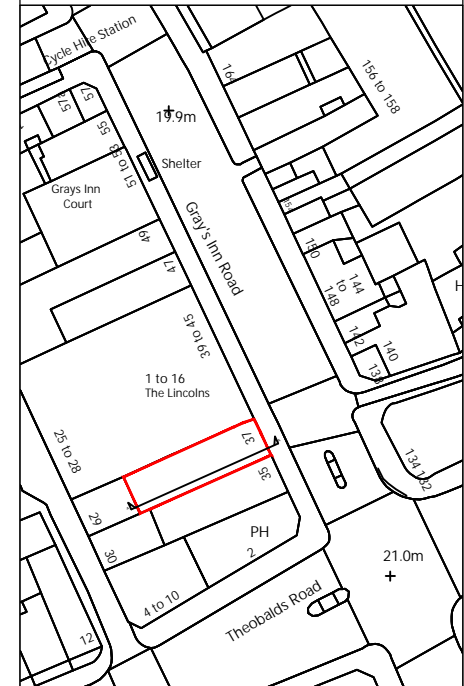 Cycle Hire Station
164
156 to 158
57
57a
55
19.9m
51 to 53
Shelter
Grays Inn
Court
Gray's Inn Road
154
49
150
47
144
to
148
39 to 45
142
140
138
1 to 16
The Lincolns
H
25 to 28
37
35
134 132
29
PH
2
30
21.0m
4 to 10
Theobalds Road
12